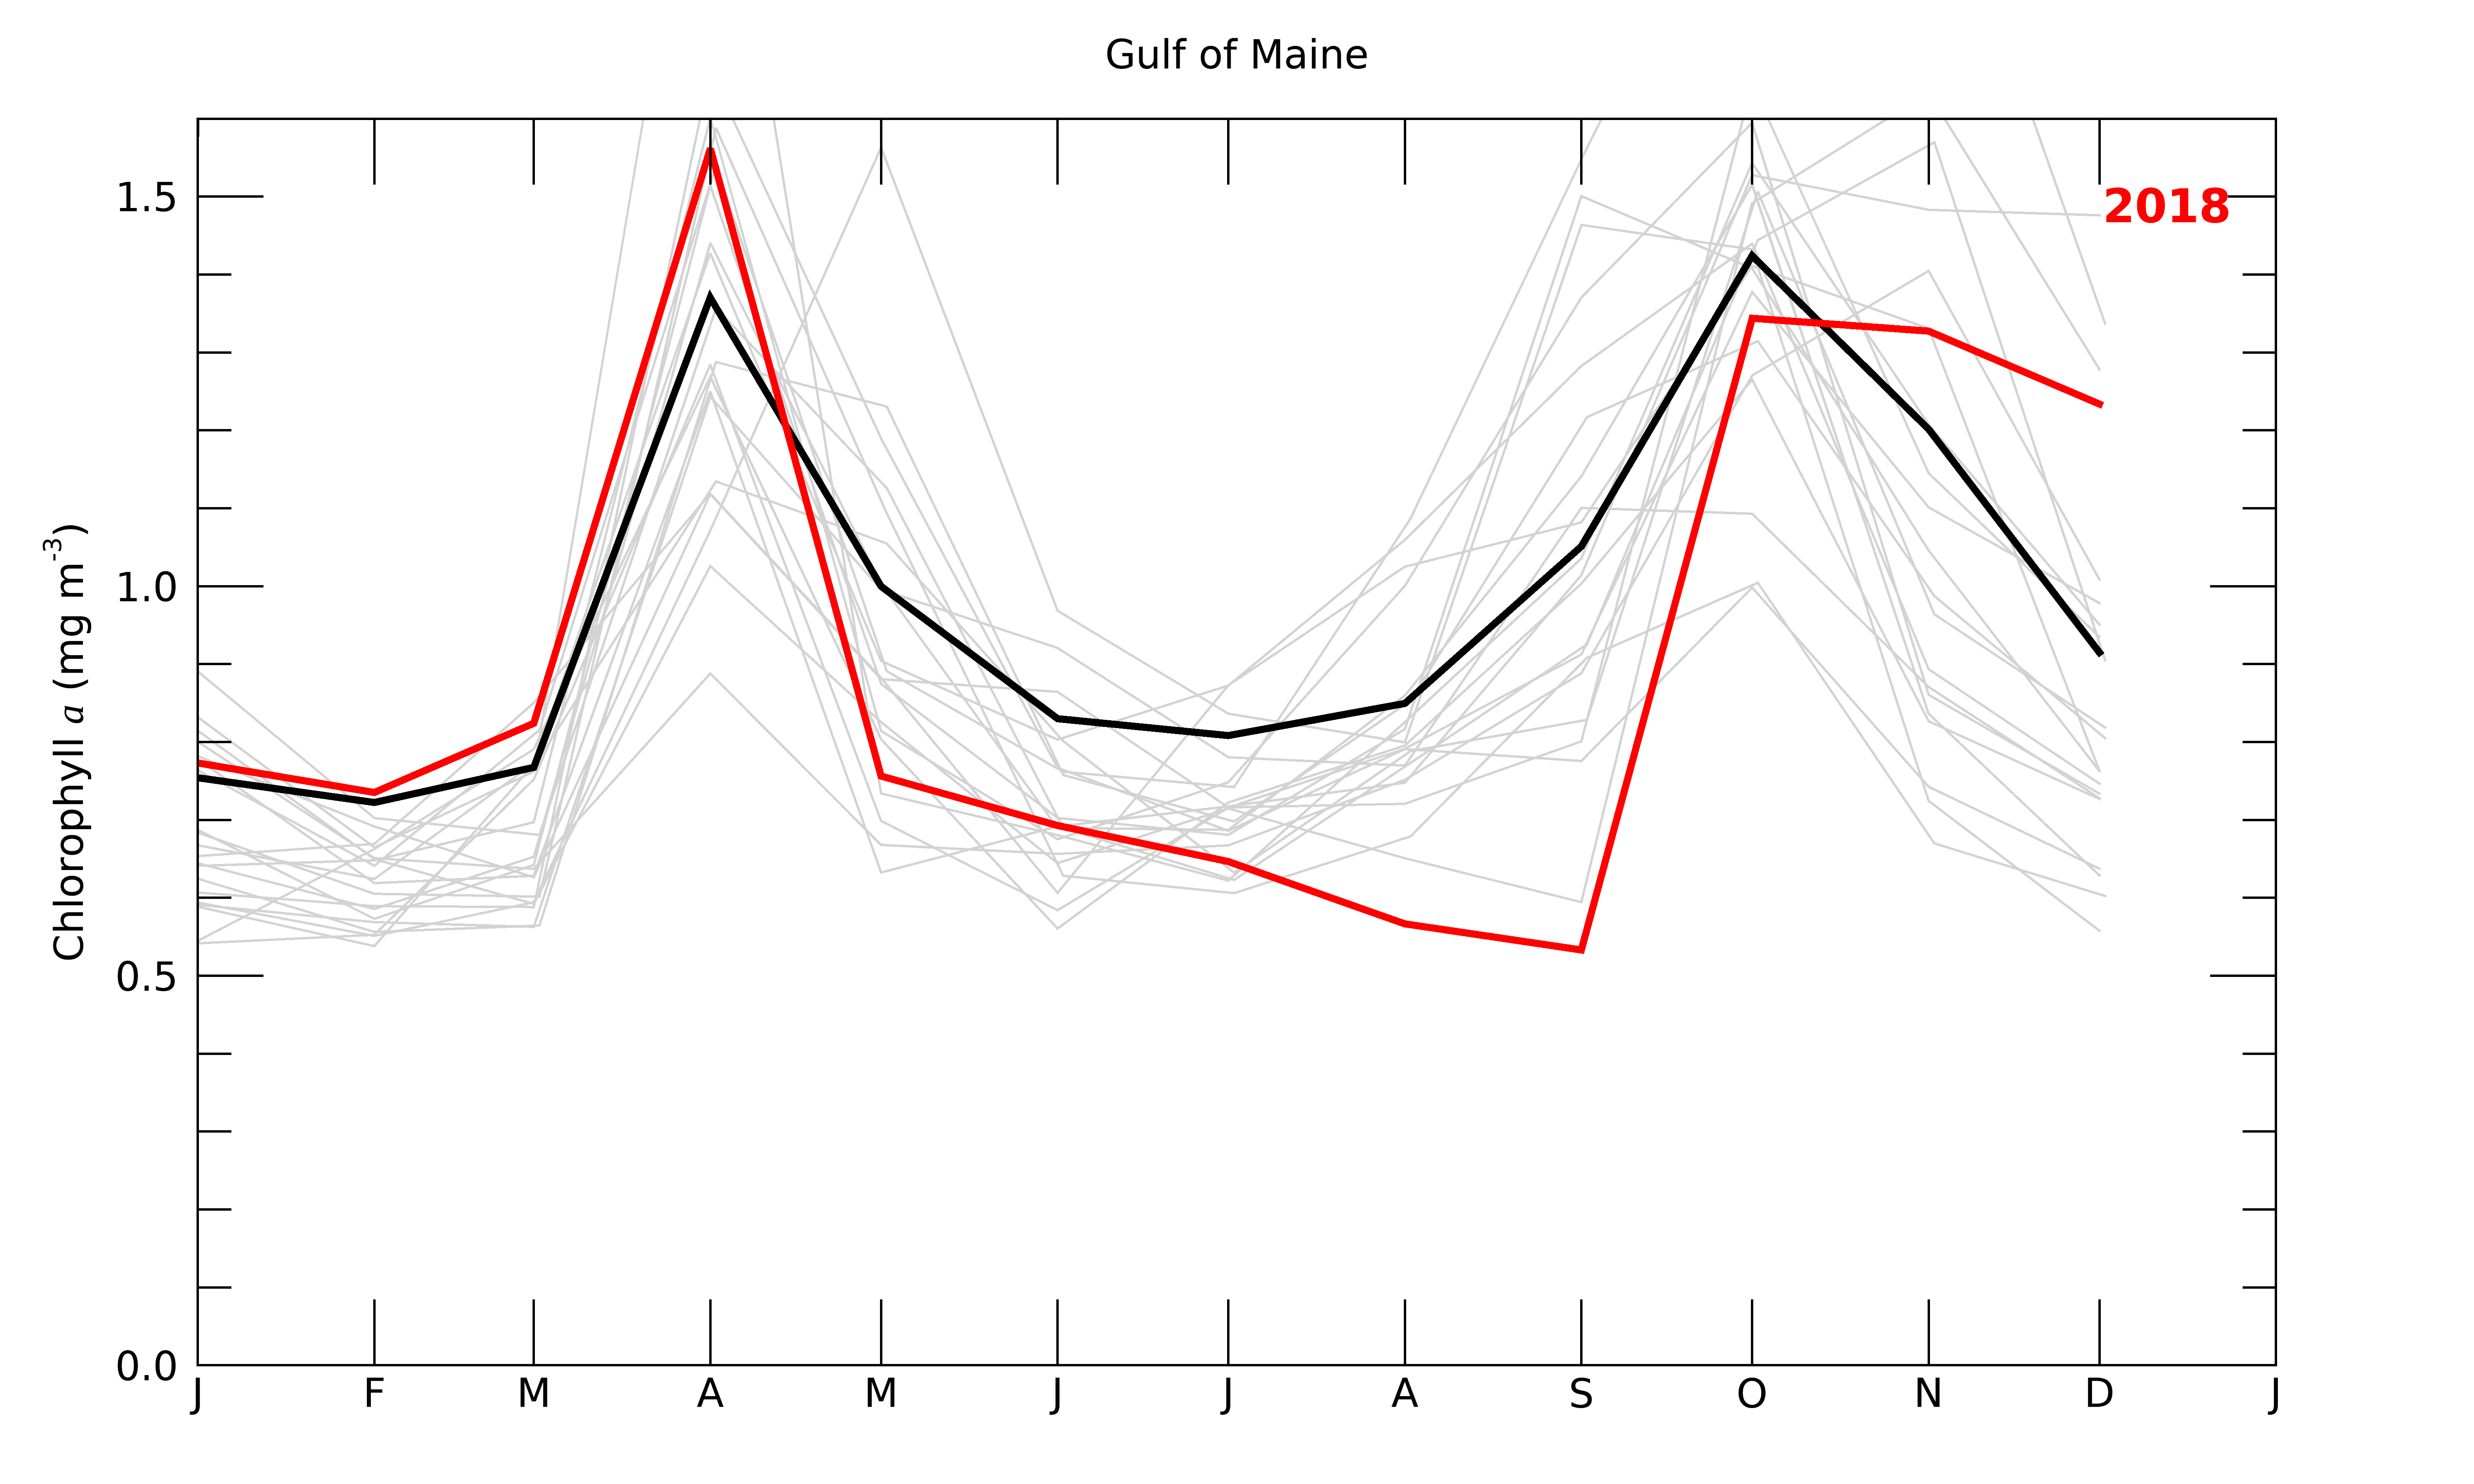 Gulf of Maine
Chlorophyll a (mg m⁻³)
1.5
1.0
0.5
0.0
2018
J F M A M J J A S O N D J